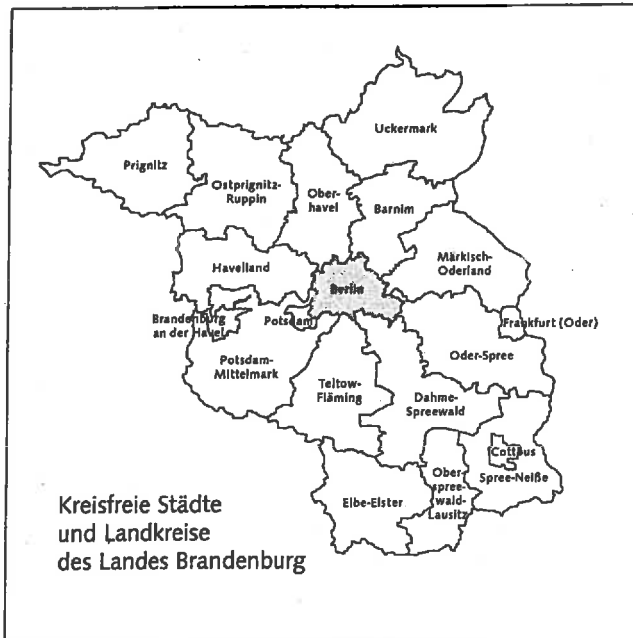 Uckermark
Prignitz
Ostprignitz-
Ruppin
Ober-
havel
Barnim
Havelland
Märkisch-
Oderland
Berlin
Brandenburg
an der Havel
Potsdam
Frankfurt (Oder)
Potsdam-
Mittelmark
Oder-Spree
Teltow-
Fläming
Dahme-
Spreewald
Cottbus
Spree-Neiße
Ober-
spree-
wald-
Lausitz
Elbe-Elster
Kreisfreie Städte
und Landkreise
des Landes Brandenburg